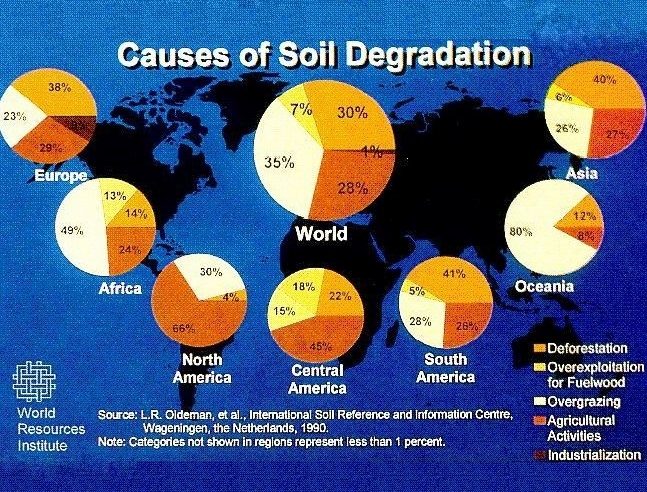 Causes of Soil Degradation
38%
23%
29%
Europe
7%
30%
35%
1%
28%
World
40%
6%
26%
27%
Asia
13%
14%
49%
24%
Africa
12%
80%
8%
Oceania
30%
4%
66%
North
America
18%
22%
15%
45%
Central
America
41%
5%
28%
26%
South
America
Deforestation
Overexploitation
for Fuelwood
Overgrazing
Agricultural
Activities
Industrialization
World
Resources
Institute
Source: L.R. Oldeman, et al., International Soil Reference and Information Centre,
Wageningen, the Netherlands, 1990.
Note: Categories not shown in regions represent less than 1 percent.